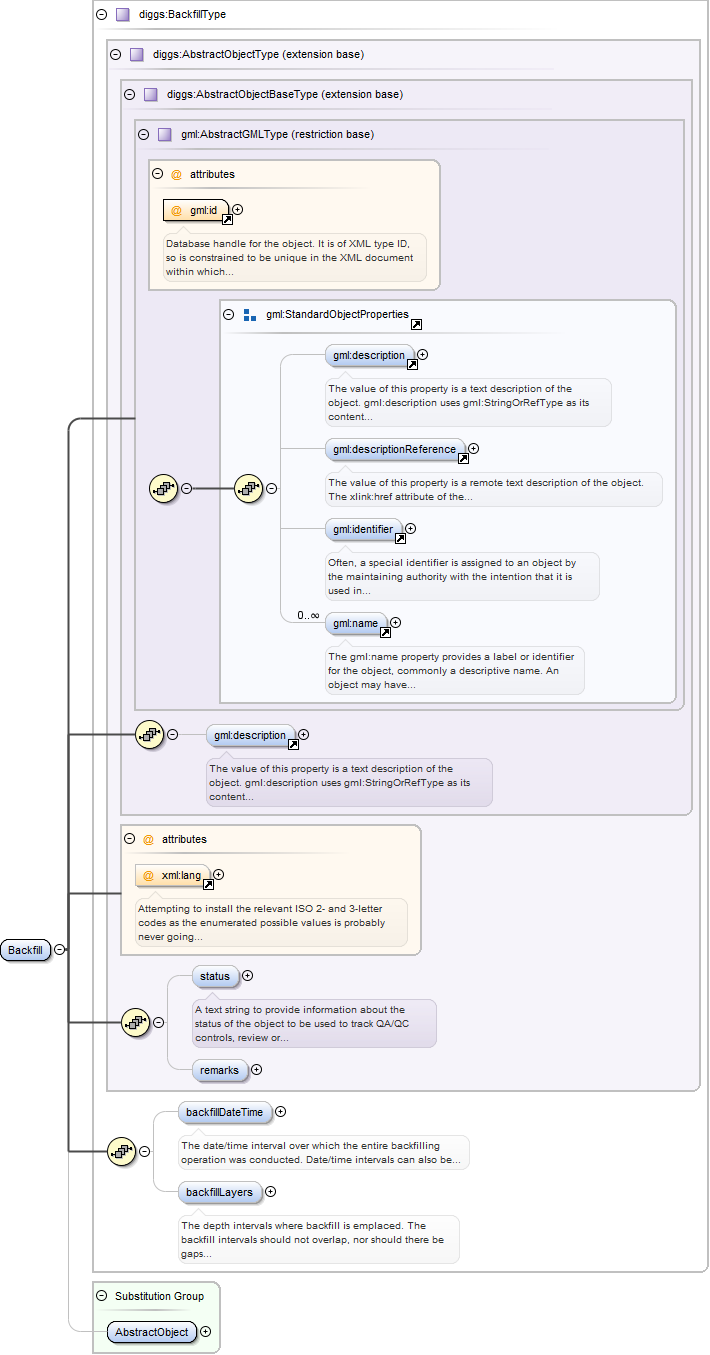 diggs:BackfillType
diggs:AbstractObjectType (extension base)
diggs:AbstractObjectBaseType (extension base)
gml:AbstractGMLType (restriction base)
@ attributes
@ gml:id
Database handle for the object. It is of XML type ID,
so is constrained to be unique in the XML document
within which...
gml:StandardObjectProperties
gml:description
The value of this property is a text description of the
object. gml:description uses gml:StringOrRefType as its
content...
gml:descriptionReference
The value of this property is a remote text description of the object.
The xlink:href attribute of the...
gml:identifier
Often, a special identifier is assigned to an object by
the maintaining authority with the intention that it is
used in...
0..∞
gml:name
The gml:name property provides a label or identifier
for the object, commonly a descriptive name. An
object may have...
gml:description
The value of this property is a text description of the
object. gml:description uses gml:StringOrRefType as its
content...
@ attributes
@ xml:lang
Attempting to install the relevant ISO 2- and 3-letter
codes as the enumerated possible values is probably
never going...
Backfill
status
A text string to provide information about the
status of the object to be used to track QA/QC
controls, review or...
remarks
backfillDateTime
The date/time interval over which the entire backfilling
operation was conducted. Date/time intervals can also be...
backfillLayers
The depth intervals where backfill is emplaced. The
backfill intervals should not overlap, nor should there be
gaps...
Substitution Group
AbstractObject